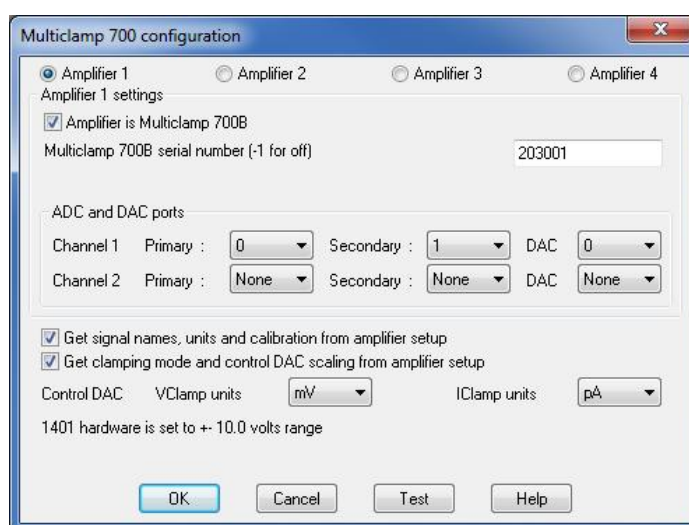 Multiclamp 700 configuration
Amplifier 1 Amplifier 2 Amplifier 3 Amplifier 4
Amplifier 1 settings
Amplifier is Multiclamp 700B
Multiclamp 700B serial number (-1 for off) 203001
ADC and DAC ports
Channel 1 Primary : 0 Secondary : 1 DAC 0
Channel 2 Primary : None Secondary : None DAC None
Get signal names, units and calibration from amplifier setup
Get clamping mode and control DAC scaling from amplifier setup
Control DAC VClamp units mV IClamp units pA
1401 hardware is set to +- 10.0 volts range
OK Cancel Test Help